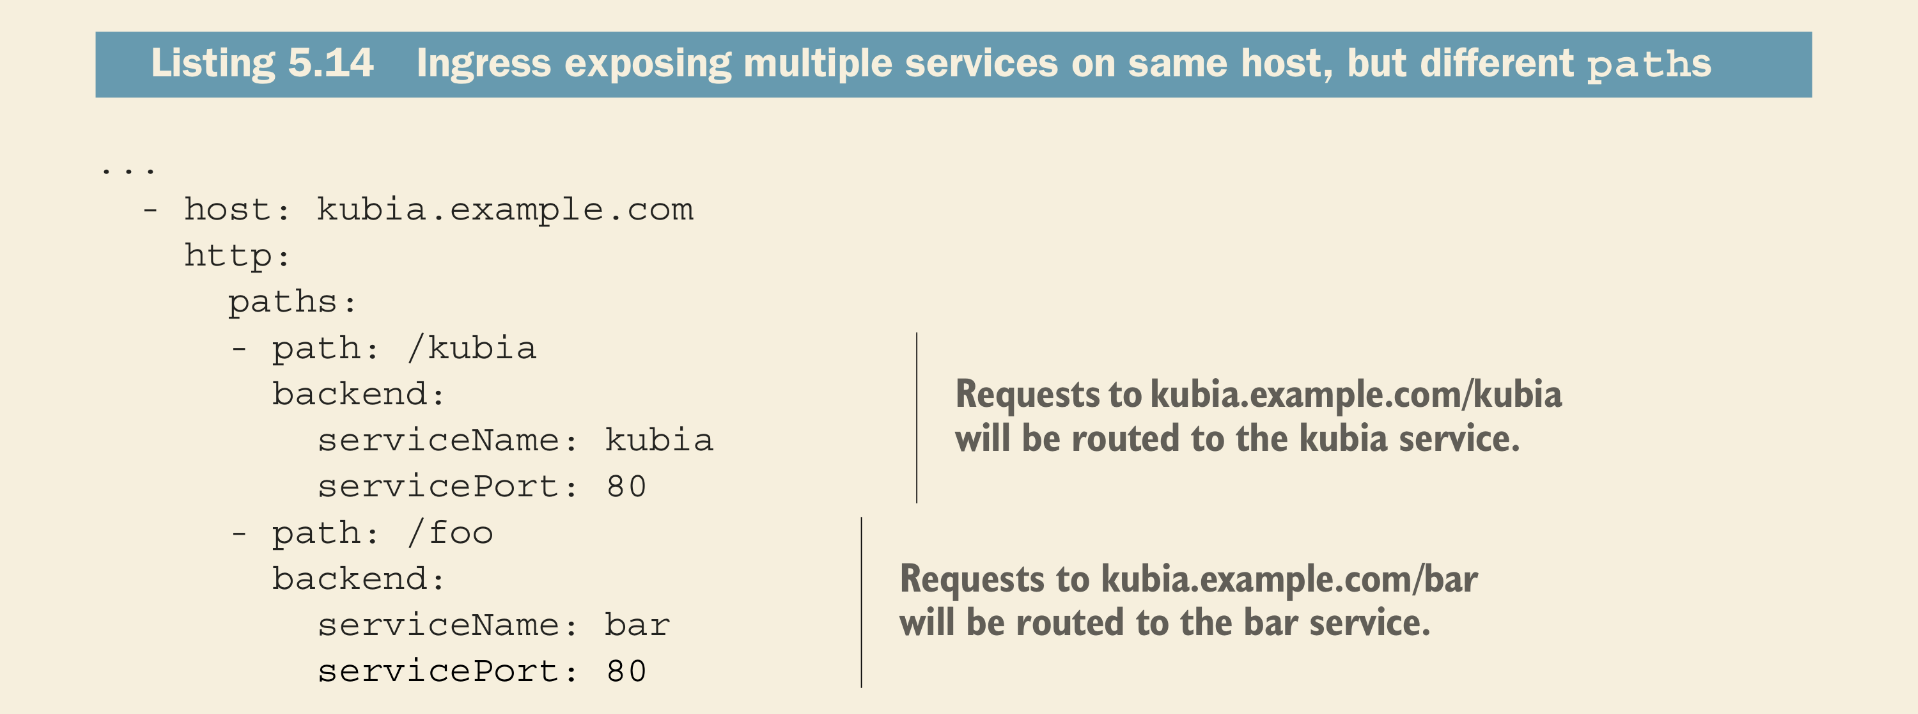 Listing 5.14 Ingress exposing multiple services on same host, but different paths
...
- host: kubia.example.com
http:
paths:
- path: /kubia
backend:
serviceName: kubia
servicePort: 80
Requests to kubia.example.com/kubia
will be routed to the kubia service.
- path: /foo
backend:
serviceName: bar
servicePort: 80
Requests to kubia.example.com/bar
will be routed to the bar service.